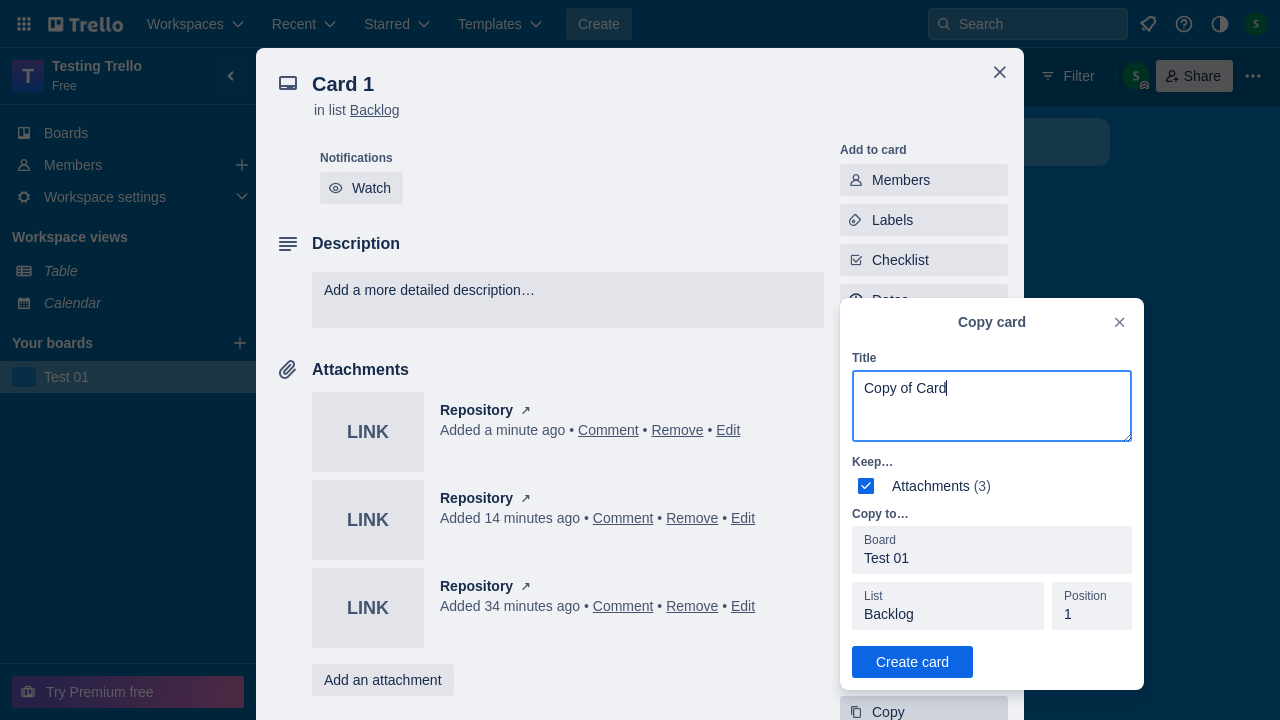 Trello
Workspaces
Recent
Starred
Templates
Create
Search
S
T
Testing Trello
Free
Filter
S
Share
Boards
Members
Workspace settings
Workspace views
Table
Calendar
Your boards
Test 01
Try Premium free
Card 1
in list Backlog
Notifications
Watch
Description
Add a more detailed description…
Attachments
LINK
Repository ↗
Added a minute ago • Comment • Remove • Edit
LINK
Repository ↗
Added 14 minutes ago • Comment • Remove • Edit
LINK
Repository ↗
Added 34 minutes ago • Comment • Remove • Edit
Add an attachment
Add to card
Members
Labels
Checklist
Dates
Copy card
Title
Copy of Card
Keep…
Attachments (3)
Copy to…
Board
Test 01
List
Backlog
Position
1
Create card
Copy